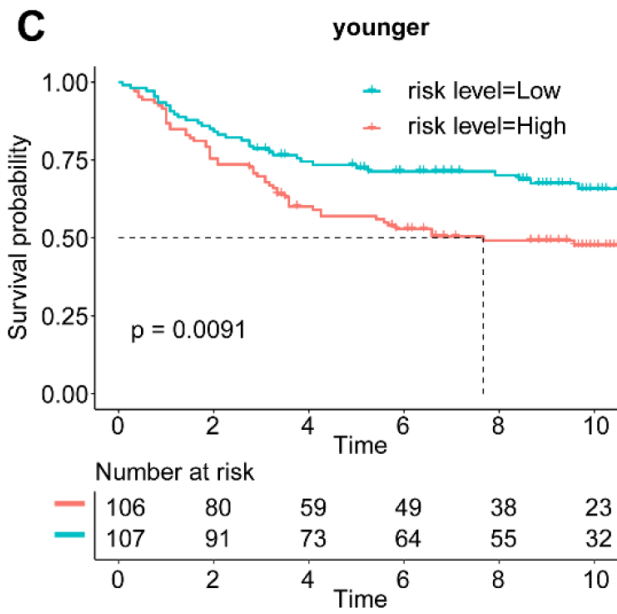 C
younger
risk level=Low
risk level=High
Survival probability
1.00
0.75
0.50
0.25
0.00
p = 0.0091
0 2 4 6 8 10
Time
Number at risk
106 80 59 49 38 23
107 91 73 64 55 32
0 2 4 6 8 10
Time